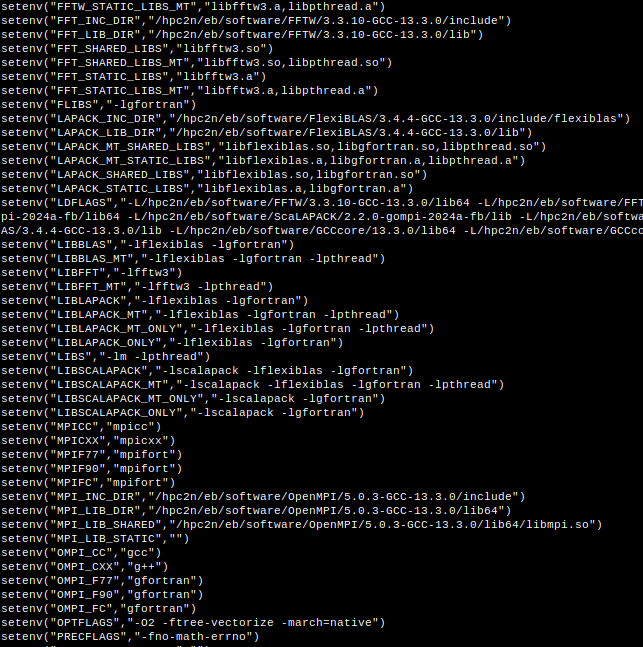 setenv("FFTW_STATIC_LIBS_MT","libfftw3.a,libpthread.a")
setenv("FFT_INC_DIR","/hpc2n/eb/software/FFTW/3.3.10-GCC-13.3.0/include")
setenv("FFT_LIB_DIR","/hpc2n/eb/software/FFTW/3.3.10-GCC-13.3.0/lib")
setenv("FFT_SHARED_LIBS","libfftw3.so")
setenv("FFT_SHARED_LIBS_MT","libfftw3.so,libpthread.so")
setenv("FFT_STATIC_LIBS","libfftw3.a")
setenv("FFT_STATIC_LIBS_MT","libfftw3.a,libpthread.a")
setenv("FLIBS","-lgfortran")
setenv("LAPACK_INC_DIR","/hpc2n/eb/software/FlexiBLAS/3.4.4-GCC-13.3.0/include/flexiblas")
setenv("LAPACK_LIB_DIR","/hpc2n/eb/software/FlexiBLAS/3.4.4-GCC-13.3.0/lib")
setenv("LAPACK_MT_SHARED_LIBS","libflexiblas.so,libgfortran.so,libpthread.so")
setenv("LAPACK_MT_STATIC_LIBS","libflexiblas.a,libgfortran.a,libpthread.a")
setenv("LAPACK_SHARED_LIBS","libflexiblas.so,libgfortran.so")
setenv("LAPACK_STATIC_LIBS","libflexiblas.a,libgfortran.a")
setenv("LDFLAGS","-L/hpc2n/eb/software/FFTW/3.3.10-GCC-13.3.0/lib64 -L/hpc2n/eb/software/FFT
pi-2024a-fb/lib64 -L/hpc2n/eb/software/ScaLAPACK/2.2.0-gompi-2024a-fb/lib -L/hpc2n/eb/softwa
AS/3.4.4-GCC-13.3.0/lib -L/hpc2n/eb/software/GCCcore/13.3.0/lib64 -L/hpc2n/eb/software/GCCco
setenv("LIBBLAS","-lflexiblas -lgfortran")
setenv("LIBBLAS_MT","-lflexiblas -lgfortran -lpthread")
setenv("LIBFFT","-lfftw3")
setenv("LIBFFT_MT","-lfftw3 -lpthread")
setenv("LIBLAPACK","-lflexiblas -lgfortran")
setenv("LIBLAPACK_MT","-lflexiblas -lgfortran -lpthread")
setenv("LIBLAPACK_MT_ONLY","-lflexiblas -lgfortran -lpthread")
setenv("LIBLAPACK_ONLY","-lflexiblas -lgfortran")
setenv("LIBS","-lm -lpthread")
setenv("LIBSCALAPACK","-lscalapack -lflexiblas -lgfortran")
setenv("LIBSCALAPACK_MT","-lscalapack -lflexiblas -lgfortran -lpthread")
setenv("LIBSCALAPACK_MT_ONLY","-lscalapack -lgfortran")
setenv("LIBSCALAPACK_ONLY","-lscalapack -lgfortran")
setenv("MPICC","mpicc")
setenv("MPICXX","mpicxx")
setenv("MPIF77","mpifort")
setenv("MPIF90","mpifort")
setenv("MPIFC","mpifort")
setenv("MPI_INC_DIR","/hpc2n/eb/software/OpenMPI/5.0.3-GCC-13.3.0/include")
setenv("MPI_LIB_DIR","/hpc2n/eb/software/OpenMPI/5.0.3-GCC-13.3.0/lib64")
setenv("MPI_LIB_SHARED","/hpc2n/eb/software/OpenMPI/5.0.3-GCC-13.3.0/lib64/libmpi.so")
setenv("MPI_LIB_STATIC","")
setenv("OMPI_CC","gcc")
setenv("OMPI_CXX","g++")
setenv("OMPI_F77","gfortran")
setenv("OMPI_F90","gfortran")
setenv("OMPI_FC","gfortran")
setenv("OPTFLAGS","-O2 -ftree-vectorize -march=native")
setenv("PRECFLAGS","-fno-math-errno")